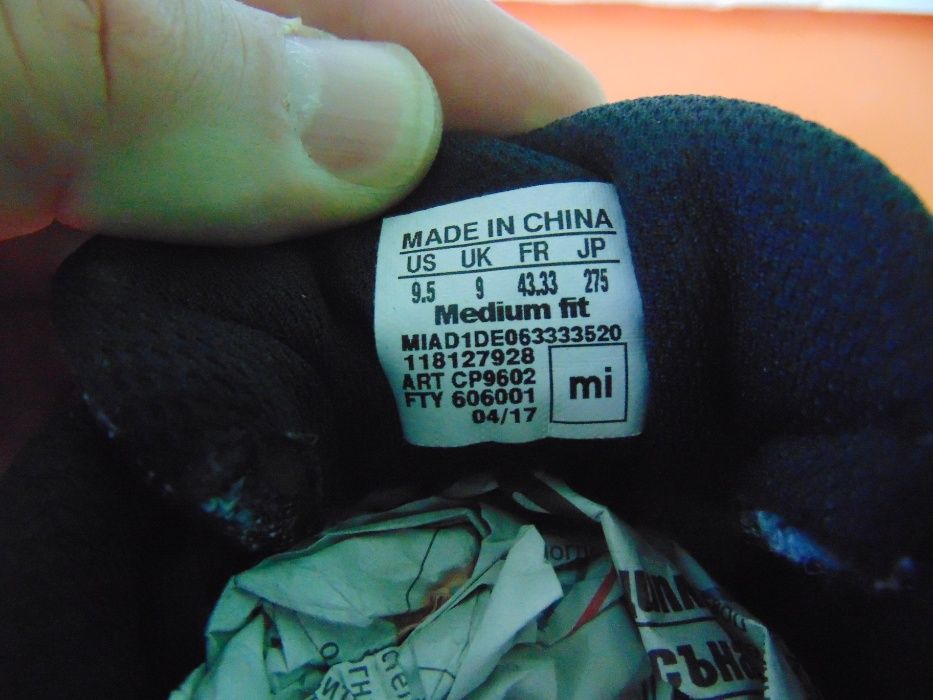 MADE IN CHINA
US UK FR JP
9.5 9 43.33 275
Medium fit
MIAD1DE063333520
118127928
ART CP9602
FTY 606001
04/17
mi